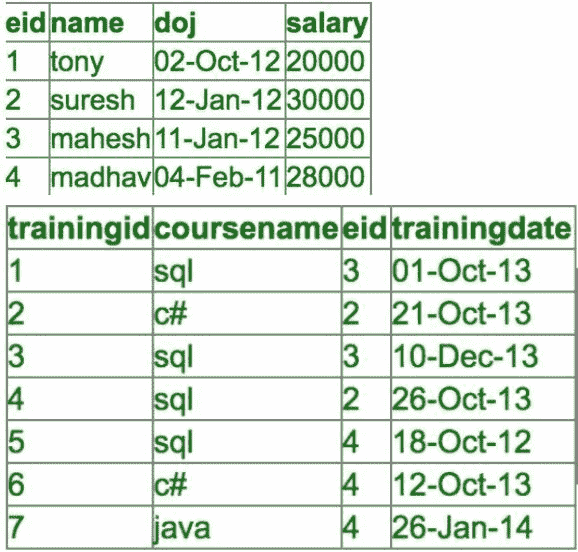 eid name doj salary
1 tony 02-Oct-12 20000
2 suresh 12-Jan-12 30000
3 mahesh 11-Jan-12 25000
4 madhav 04-Feb-11 28000
trainingid coursename eid trainingdate
1 sql 3 01-Oct-13
2 c# 2 21-Oct-13
3 sql 3 10-Dec-13
4 sql 2 26-Oct-13
5 sql 4 18-Oct-12
6 c# 4 12-Oct-13
7 java 4 26-Jan-14